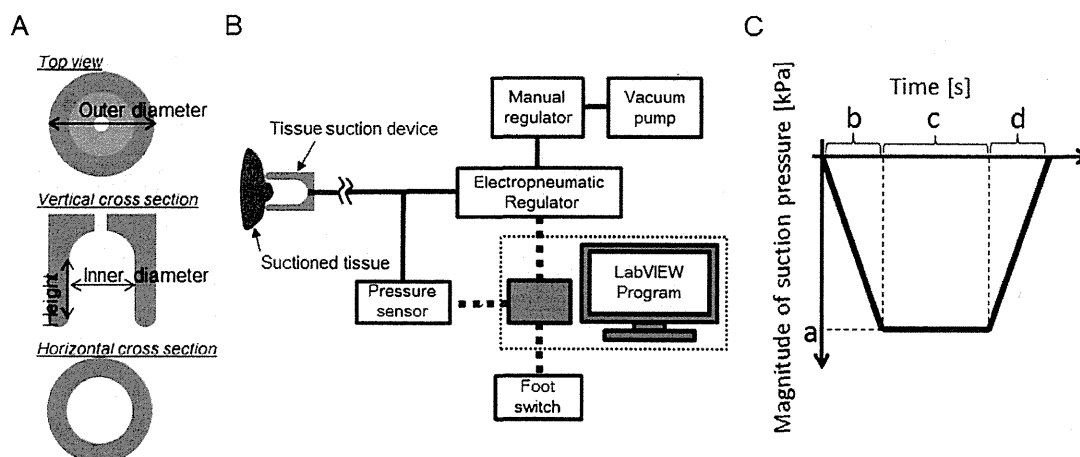 A
Top view
Outer diameter
Vertical cross section
Height
Inner diameter
Horizontal cross section
B
Tissue suction device
Suctioned tissue
Manual
regulator
Vacuum
pump
Electropneumatic
Regulator
Pressure
sensor
LabVIEW
Program
Foot
switch
C
Time [s]
b
c
d
a
Magnitude of suction pressure [kPa]